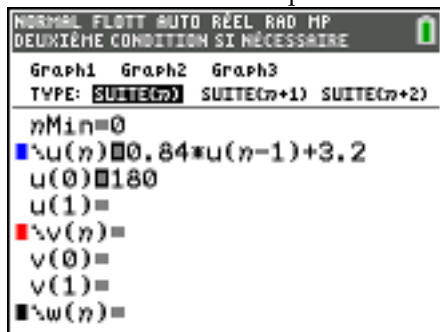 NORMAL FLOTT AUTO RÉEL RAD MP
DEUXIÈME CONDITION SI NÉCESSAIRE
Graph1 Graph2 Graph3
TYPE: SUITE(n) SUITE(n+1) SUITE(n+2)
nMin=0
u(n)=0.84*u(n-1)+3.2
u(0)=180
u(1)=
v(n)=
v(0)=
v(1)=
w(n)=